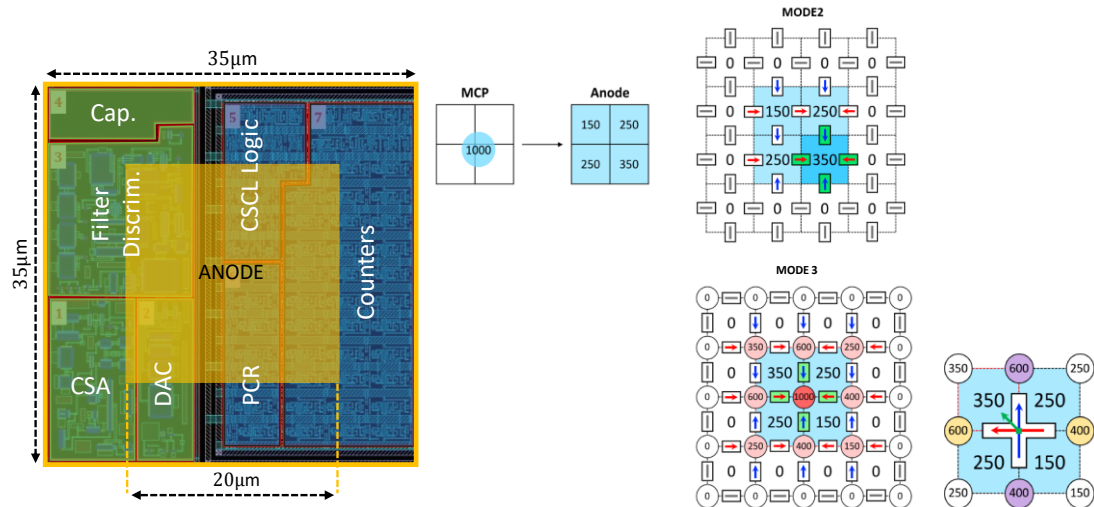 35μm
35μm
4
Cap.
3
Filter
Discrim.
5
CSCL Logic
7
Counters
ANODE
1
CSA
2
DAC
PCR
20μm
MCP
1000
Anode
150 250
250 350
MODE2
0 0 0 0
0 150 250 0
0 250 350 0
0 0 0 0
MODE 3
0 0 0 0 0
0 0 0 0
0 350 600 250 0
0 350 250 0
0 600 1000 400 0
0 250 150 0
0 250 400 150 0
0 0 0 0
0 0 0 0 0
350 600 250
350 250
600 400
250 150
250 400 150